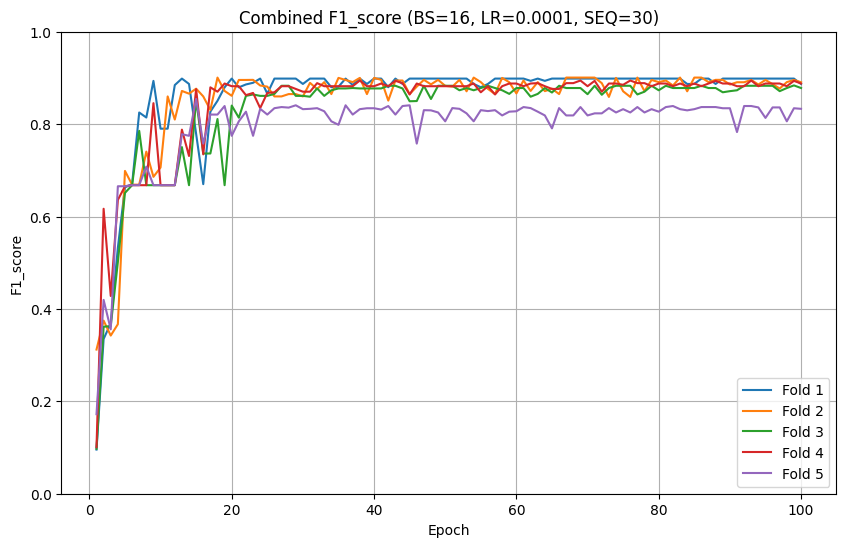 Combined F1_score (BS=16, LR=0.0001, SEQ=30)
1.0
0.8
0.6
0.4
0.2
0.0
F1_score
0 20 40 60 80 100
Epoch
Fold 1
Fold 2
Fold 3
Fold 4
Fold 5